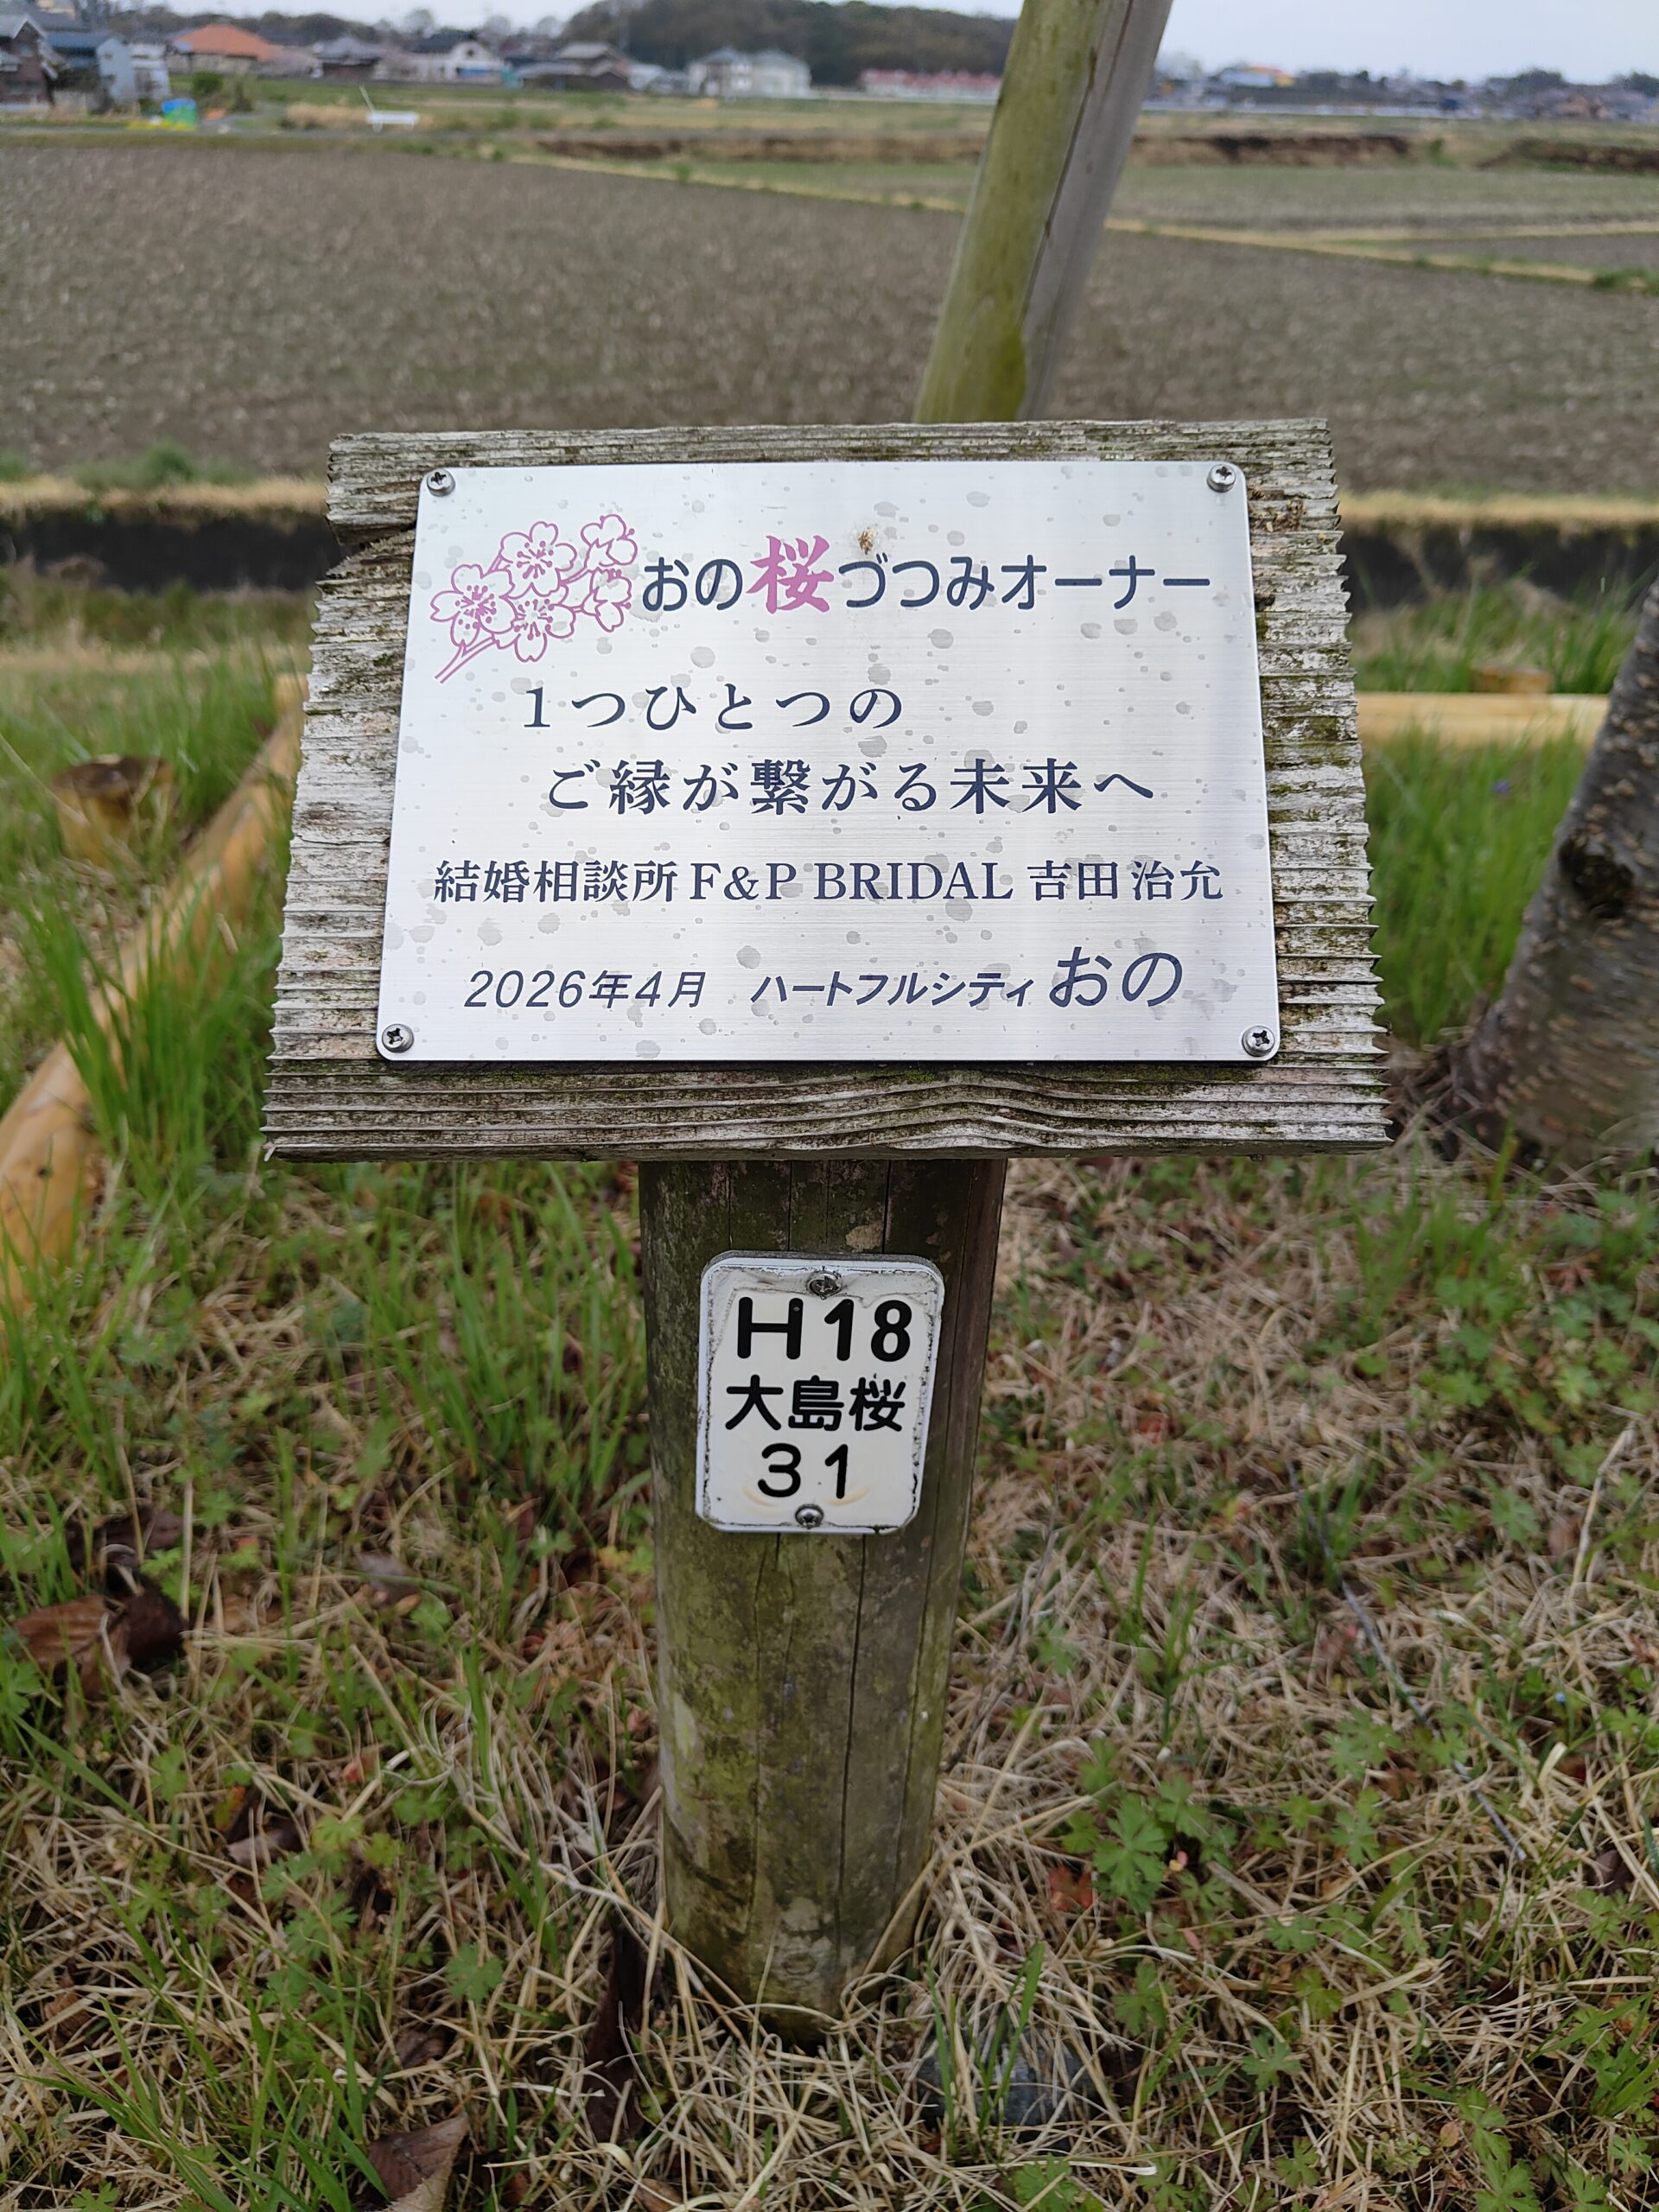 おの桜づつみオーナー
1つひとつの
ご縁が繋がる未来へ
結婚相談所 F&P BRIDAL 吉田 治允
2026年4月 ハートフルシティ おの
H18
大島桜
31